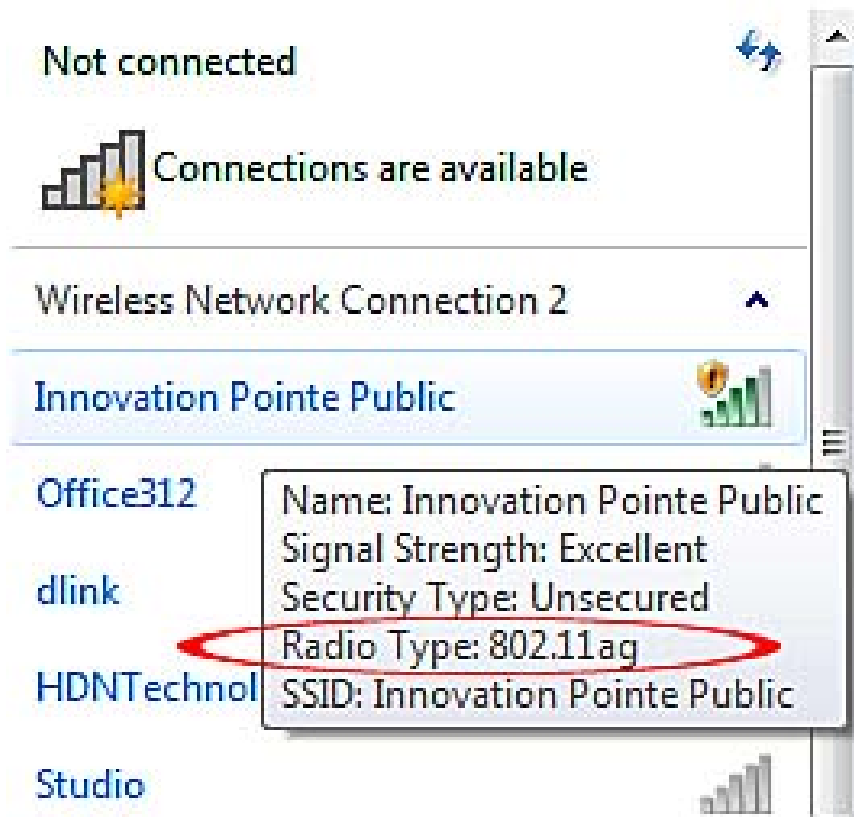 Not connected
Connections are available
Wireless Network Connection 2
Innovation Pointe Public
Office312
Name: Innovation Pointe Public
Signal Strength: Excellent
dlink
Security Type: Unsecured
Radio Type: 802.11ag
HDNTechnol
SSID: Innovation Pointe Public
Studio